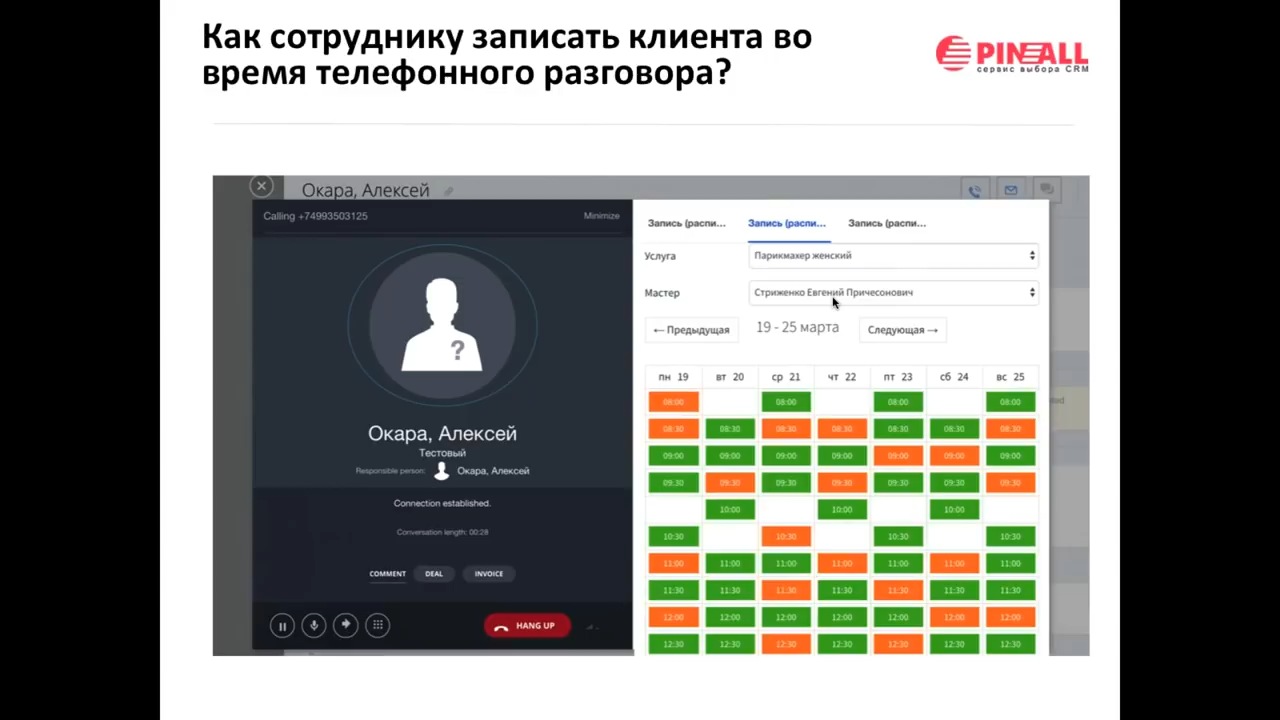 Как сотруднику записать клиента во
время телефонного разговора?
PINALL
сервис выбора CRM
Окара, Алексей
Calling +74993503125
Minimize
?
Окара, Алексей
Тестовый
Responsible person: Окара, Алексей
Connection established.
Conversation length: 00:28
COMMENT DEAL INVOICE
HANG UP
Запись (распи... Запись (распи... Запись (распи...
Услуга Парикмахер женский
Мастер Стриженко Евгений Причесонович
← Предыдущая 19 - 25 марта Следующая →
пн 19 вт 20 ср 21 чт 22 пт 23 сб 24 вс 25
08:00 08:00 08:00 08:00
08:30 08:30 08:30 08:30 08:30 08:30 08:30
09:00 09:00 09:00 09:00 09:00 09:00 09:00
09:30 09:30 09:30 09:30 09:30 09:30 09:30
10:00 10:00 10:00
10:30 10:30 10:30 10:30
11:00 11:00 11:00 11:00 11:00 11:00 11:00
11:30 11:30 11:30 11:30 11:30 11:30 11:30
12:00 12:00 12:00 12:00 12:00 12:00 12:00
12:30 12:30 12:30 12:30 12:30 12:30 12:30